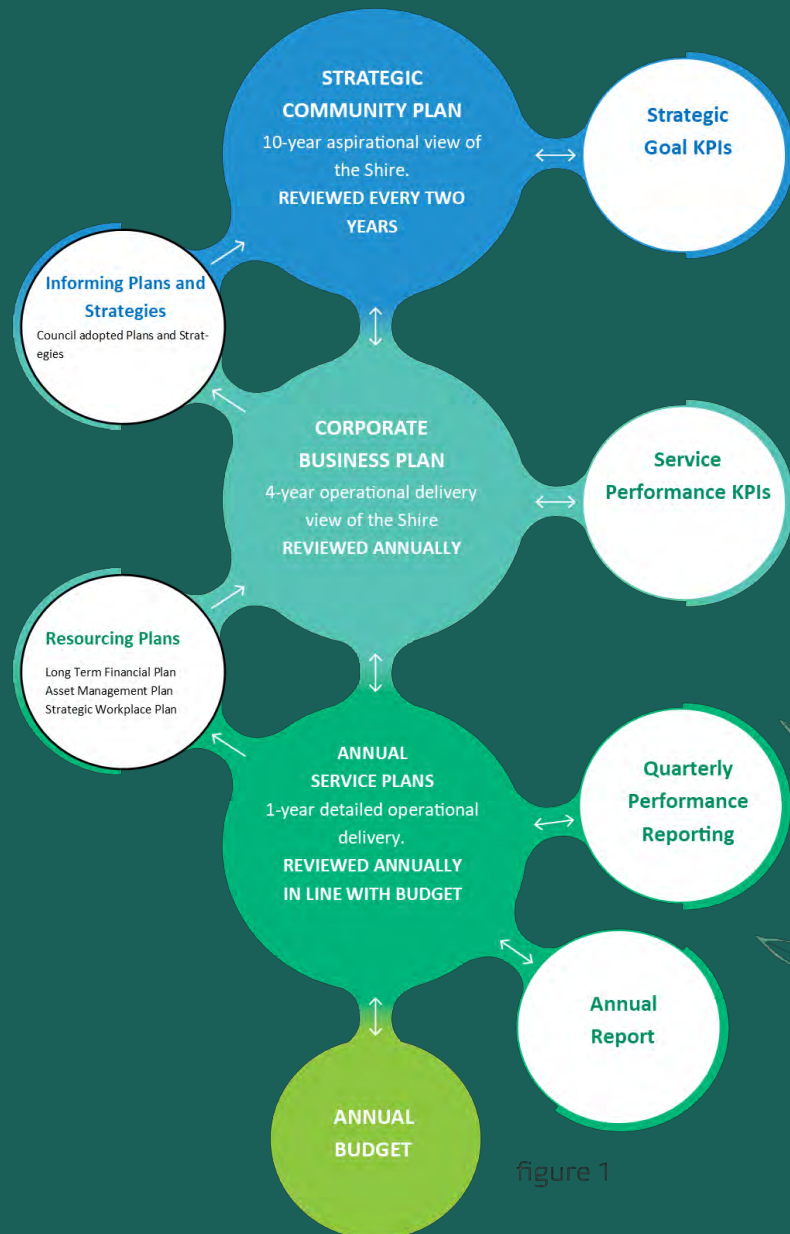 STRATEGIC
COMMUNITY PLAN
10-year aspirational view of
the Shire.
REVIEWED EVERY TWO
YEARS
Strategic
Goal KPIs
Informing Plans and
Strategies
Council adopted Plans and Strat-
egies
CORPORATE
BUSINESS PLAN
4-year operational delivery
view of the Shire
REVIEWED ANNUALLY
Service
Performance KPIs
Resourcing Plans
Long Term Financial Plan
Asset Management Plan
Strategic Workplace Plan
ANNUAL
SERVICE PLANS
1-year detailed operational
delivery.
REVIEWED ANNUALLY
IN LINE WITH BUDGET
Quarterly
Performance
Reporting
Annual
Report
ANNUAL
BUDGET
figure 1